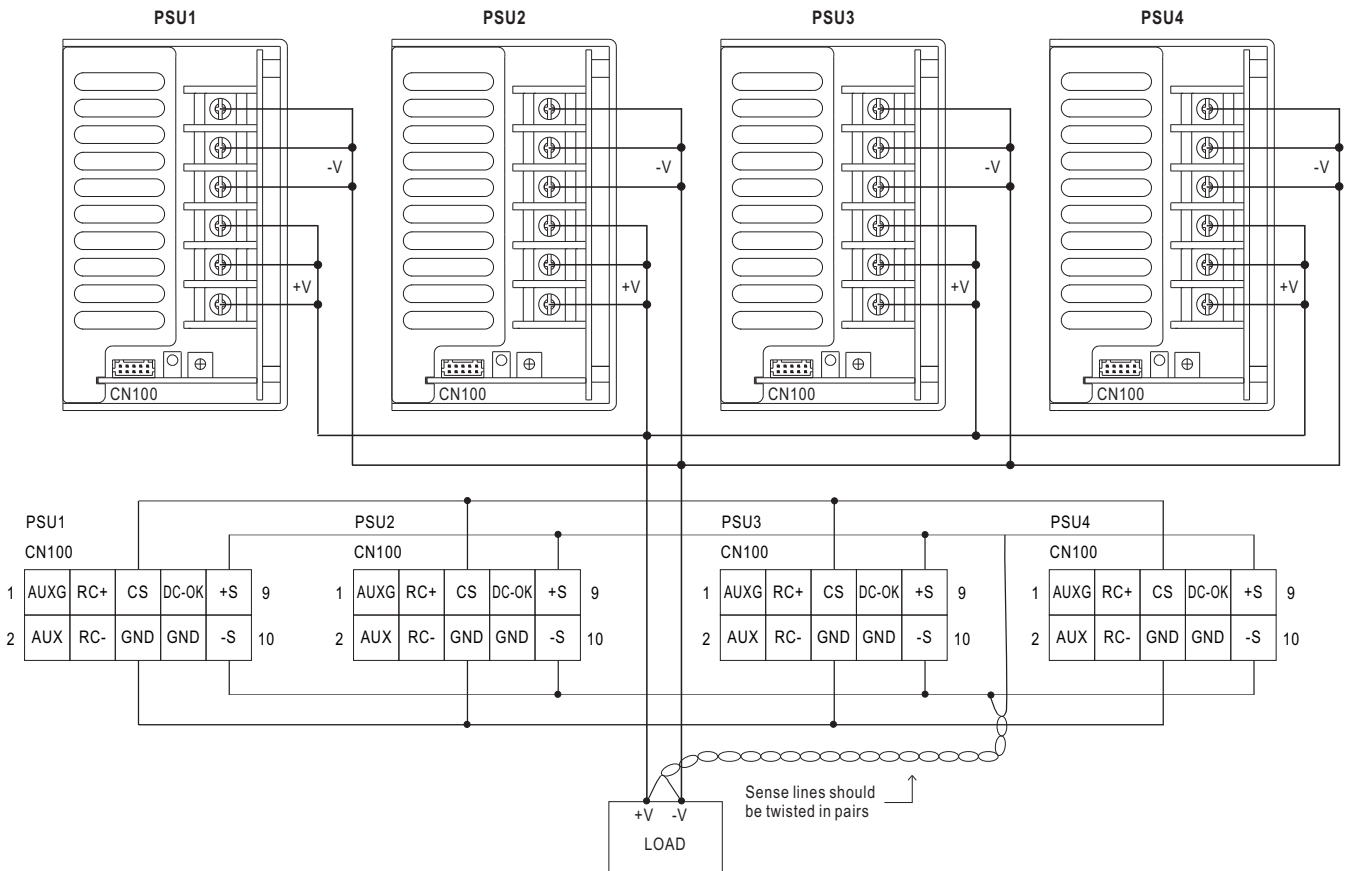 PSU1 PSU2 PSU3 PSU4
-V -V -V -V
+V +V +V +V
CN100 CN100 CN100 CN100
PSU1 PSU2 PSU3 PSU4
CN100 CN100 CN100 CN100
1 AUXG RC+ CS DC-OK +S 9 1 AUXG RC+ CS DC-OK +S 9 1 AUXG RC+ CS DC-OK +S 9 1 AUXG RC+ CS DC-OK +S 9
2 AUX RC- GND GND -S 10 2 AUX RC- GND GND -S 10 2 AUX RC- GND GND -S 10 2 AUX RC- GND GND -S 10
Sense lines should
be twisted in pairs
+V -V
LOAD